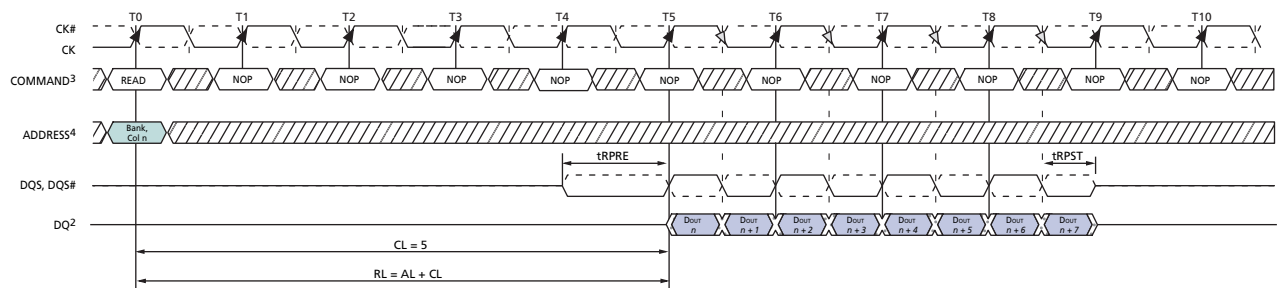 T0 T1 T2 T3 T4 T5 T6 T7 T8 T9 T10
CK#
CK
COMMAND3 READ NOP NOP NOP NOP NOP NOP NOP NOP NOP NOP
ADDRESS4 Bank,
Col n
tRPRE tRPST
DQS, DQS#
DQ2 DOUT DOUT DOUT DOUT DOUT DOUT DOUT DOUT
n n + 1 n + 2 n + 3 n + 4 n + 5 n + 6 n + 7
CL = 5
RL = AL + CL